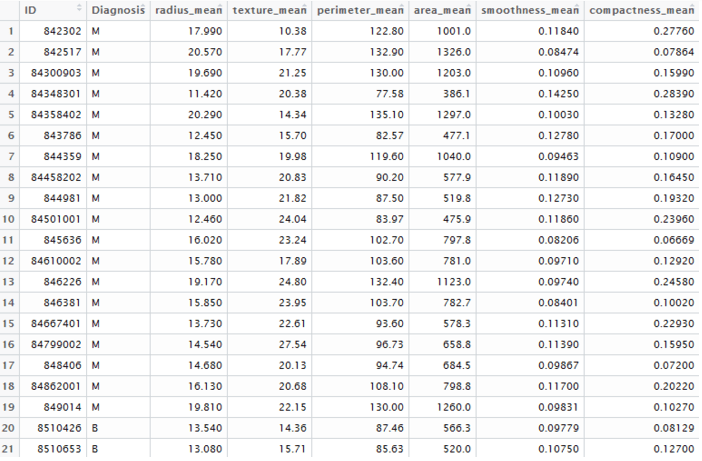 ID Diagnosis radius_mean texture_mean perimeter_mean area_mean smoothness_mean compactness_mean
1 842302 M 17.990 10.38 122.80 1001.0 0.11840 0.27760
2 842517 M 20.570 17.77 132.90 1326.0 0.08474 0.07864
3 84300903 M 19.690 21.25 130.00 1203.0 0.10960 0.15990
4 84348301 M 11.420 20.38 77.58 386.1 0.14250 0.28390
5 84358402 M 20.290 14.34 135.10 1297.0 0.10030 0.13280
6 843786 M 12.450 15.70 82.57 477.1 0.12780 0.17000
7 844359 M 18.250 19.98 119.60 1040.0 0.09463 0.10900
8 84458202 M 13.710 20.83 90.20 577.9 0.11890 0.16450
9 844981 M 13.000 21.82 87.50 519.8 0.12730 0.19320
10 84501001 M 12.460 24.04 83.97 475.9 0.11860 0.23960
11 845636 M 16.020 23.24 102.70 797.8 0.08206 0.06669
12 84610002 M 15.780 17.89 103.60 781.0 0.09710 0.12920
13 846226 M 19.170 24.80 132.40 1123.0 0.09740 0.24580
14 846381 M 15.850 23.95 103.70 782.7 0.08401 0.10020
15 84667401 M 13.730 22.61 93.60 578.3 0.11310 0.22930
16 84799002 M 14.540 27.54 96.73 658.8 0.11390 0.15950
17 848406 M 14.680 20.13 94.74 684.5 0.09867 0.07200
18 84862001 M 16.130 20.68 108.10 798.8 0.11700 0.20220
19 849014 M 19.810 22.15 130.00 1260.0 0.09831 0.10270
20 8510426 B 13.540 14.36 87.46 566.3 0.09779 0.08129
21 8510653 B 13.080 15.71 85.63 520.0 0.10750 0.12700